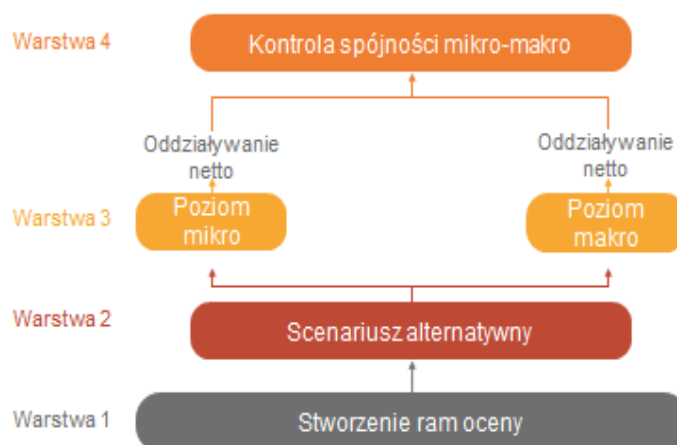 Warstwa 4
Kontrola spójności mikro-makro
Oddziaływanie
netto
Oddziaływanie
netto
Warstwa 3
Poziom
mikro
Poziom
makro
Warstwa 2
Scenariusz alternatywny
Warstwa 1
Stworzenie ram oceny